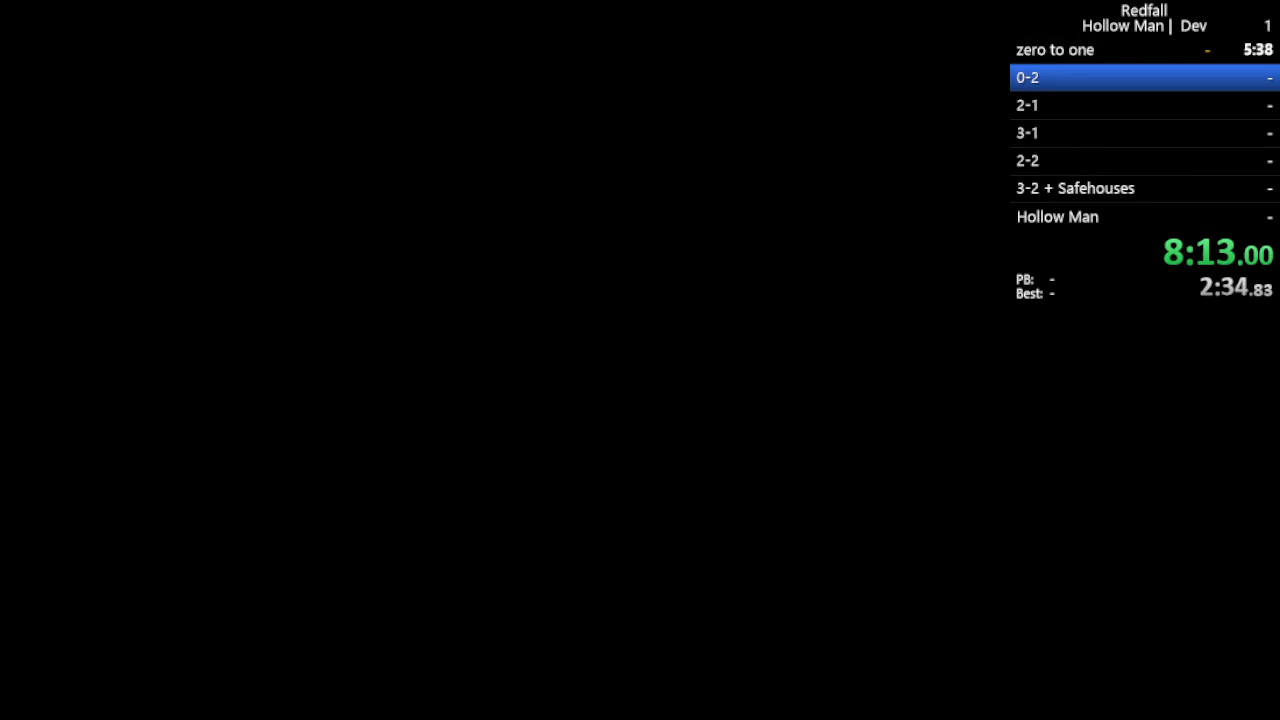 Redfall
Hollow Man | Dev 1
zero to one - 5:38
0-2 -
2-1 -
3-1 -
2-2 -
3-2 + Safehouses -
Hollow Man -
8:13.00
PB: -
Best: - 2:34.83